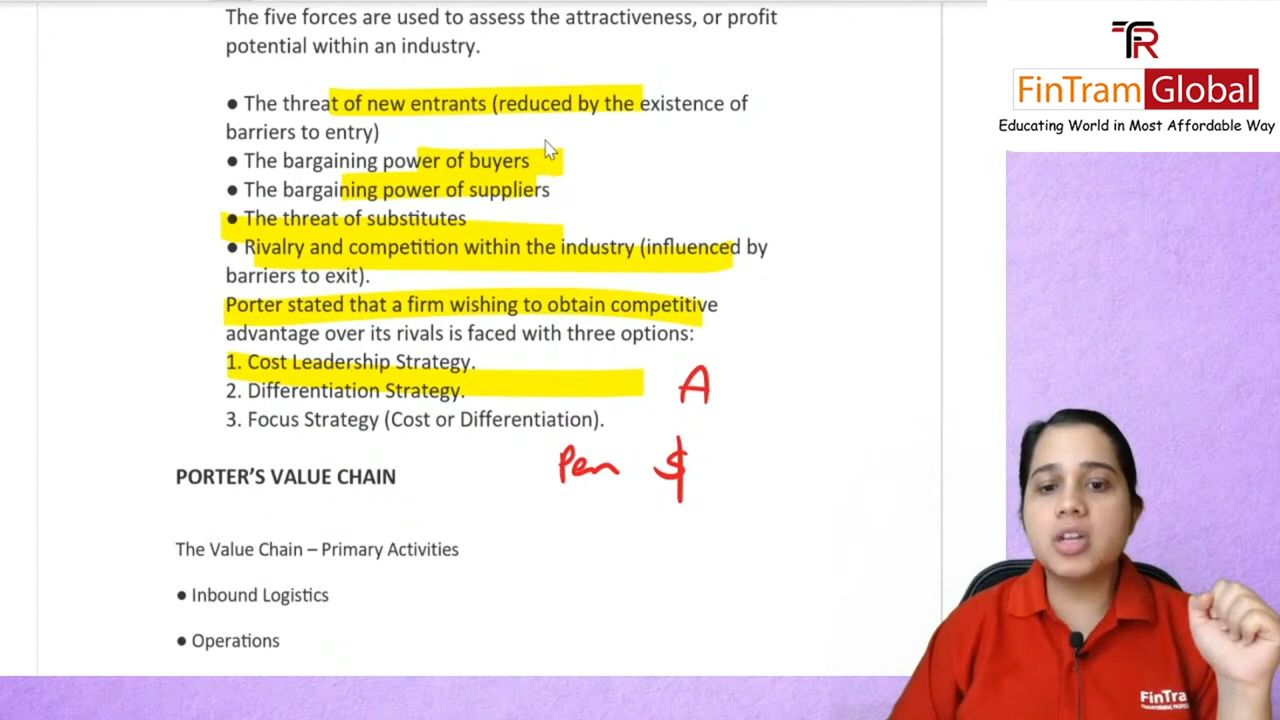 The five forces are used to assess the attractiveness, or profit
potential within an industry.
● The threat of new entrants (reduced by the existence of
barriers to entry)
● The bargaining power of buyers
● The bargaining power of suppliers
● The threat of substitutes
● Rivalry and competition within the industry (influenced by
barriers to exit).
Porter stated that a firm wishing to obtain competitive
advantage over its rivals is faced with three options:
1. Cost Leadership Strategy.
2. Differentiation Strategy.
3. Focus Strategy (Cost or Differentiation).
A
Pen $
PORTER'S VALUE CHAIN
The Value Chain – Primary Activities
● Inbound Logistics
● Operations
FR
FinTram Global
Educating World in Most Affordable Way
FinTra